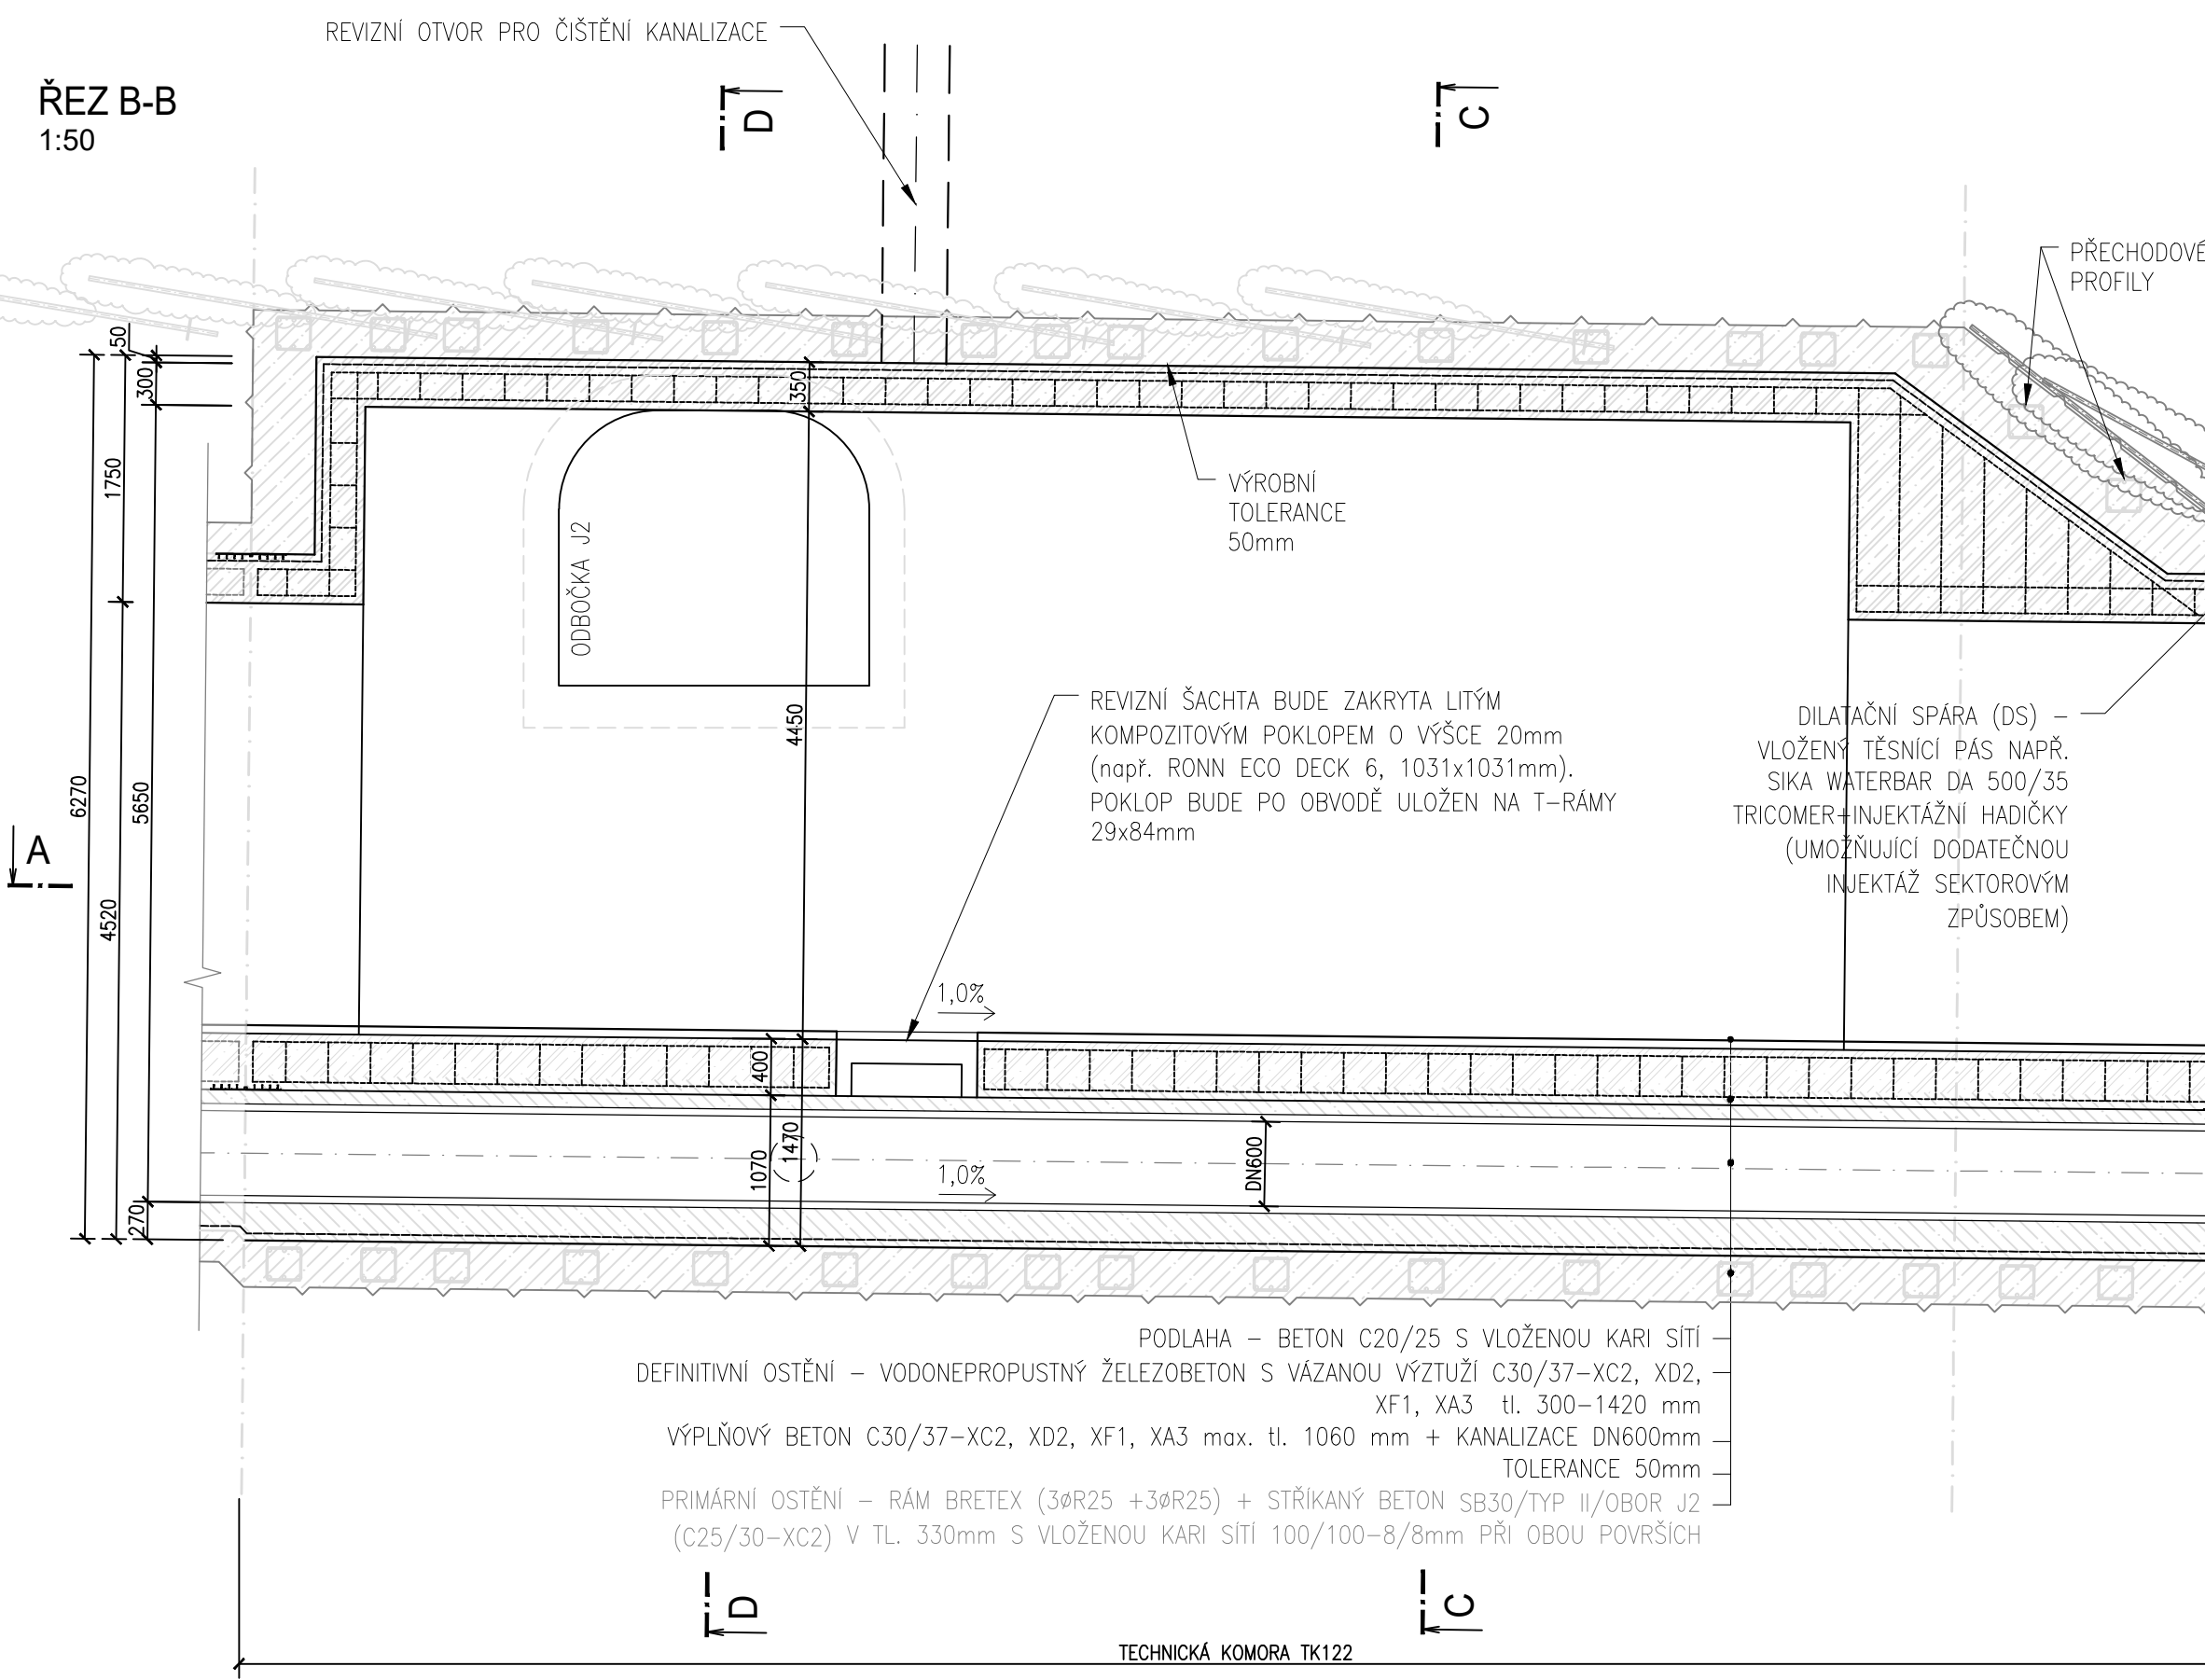 REVIZNÍ OTVOR PRO ČIŠTĚNÍ KANALIZACE
ŘEZ B-B
1:50
D
C
PŘECHODOVÉ
PROFILY
50
300
350
1750
VÝROBNÍ
TOLERANCE
50mm
ODBOČKA J2
REVIZNÍ ŠACHTA BUDE ZAKRYTA LITÝM
KOMPOZITOVÝM POKLOPEM O VÝŠCE 20mm
(např. RONN ECO DECK 6, 1031x1031mm).
POKLOP BUDE PO OBVODĚ ULOŽEN NA T-RÁMY
29x84mm
DILATAČNÍ SPÁRA (DS) –
VLOŽENÝ TĚSNÍCÍ PÁS NAPŘ.
SIKA WATERBAR DA 500/35
TRICOMER+INJEKTÁŽNÍ HADIČKY
(UMOŽŇUJÍCÍ DODATEČNOU
INJEKTÁŽ SEKTOROVÝM
ZPŮSOBEM)
4450
6270
5650
A
4520
1,0%
400
1070
1470
DN600
1,0%
270
PODLAHA – BETON C20/25 S VLOŽENOU KARI SÍTÍ
DEFINITIVNÍ OSTĚNÍ – VODONEPROPUSTNÝ ŽELEZOBETON S VÁZANOU VÝZTUŽÍ C30/37-XC2, XD2,
XF1, XA3 tl. 300-1420 mm
VÝPLŇOVÝ BETON C30/37-XC2, XD2, XF1, XA3 max. tl. 1060 mm + KANALIZACE DN600mm
TOLERANCE 50mm
PRIMÁRNÍ OSTĚNÍ – RÁM BRETEX (3øR25 +3øR25) + STŘÍKANÝ BETON SB30/TYP II/OBOR J2
(C25/30-XC2) V TL. 330mm S VLOŽENOU KARI SÍTÍ 100/100-8/8mm PŘI OBOU POVRŠÍCH
D
C
TECHNICKÁ KOMORA TK122